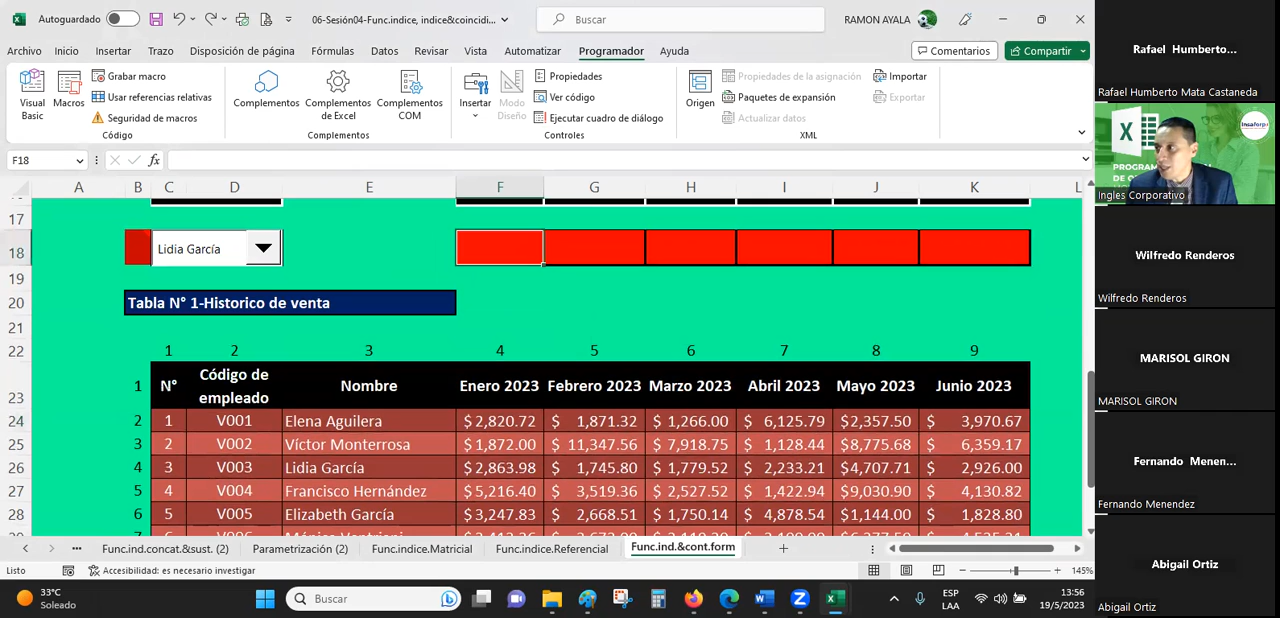 Autoguardado
06-Sesión04-Func.indice, indice&coincidi...
Buscar
RAMON AYALA
Archivo Inicio Insertar Trazo Disposición de página Fórmulas Datos Revisar Vista Automatizar Programador Ayuda
Comentarios
Compartir
Visual Basic
Macros
Grabar macro
Usar referencias relativas
Seguridad de macros
Código
Complementos
Complementos de Excel
Complementos COM
Complementos
Insertar
Modo Diseño
Propiedades
Ver código
Ejecutar cuadro de diálogo
Controles
Origen
Propiedades de la asignación
Paquetes de expansión
Actualizar datos
Importar
Exportar
XML
F18
fx
A B C D E F G H I J K L
17
18 Lidia García
19
20 Tabla N° 1-Historico de venta
21
22 1 2 3 4 5 6 7 8 9
23 1 N° Código de empleado Nombre Enero 2023 Febrero 2023 Marzo 2023 Abril 2023 Mayo 2023 Junio 2023
24 2 1 V001 Elena Aguilera $ 2,820.72 $ 1,871.32 $ 1,266.00 $ 6,125.79 $2,357.50 $ 3,970.67
25 3 2 V002 Víctor Monterrosa $ 1,872.00 $ 11,347.56 $ 7,918.75 $ 1,128.44 $8,775.68 $ 6,359.17
26 4 3 V003 Lidia García $ 2,863.98 $ 1,745.80 $ 1,779.52 $ 2,233.21 $4,707.71 $ 2,926.00
27 5 4 V004 Francisco Hernández $ 5,216.40 $ 3,519.36 $ 2,527.52 $ 1,422.94 $9,030.90 $ 4,130.82
28 6 5 V005 Elizabeth García $ 3,247.83 $ 2,668.51 $ 1,750.14 $ 4,878.54 $1,144.00 $ 1,828.80
Func.ind.concat.&sust. (2) Parametrización (2) Func.indice.Matricial Func.indice.Referencial Func.ind.&cont.form
Listo
Accesibilidad: es necesario investigar
145%
33°C
Soleado
Buscar
ESP
LAA
13:56
19/5/2023
Rafael Humberto...
Rafael Humberto Mata Castaneda
Ingles Corporativo
Wilfredo Renderos
Wilfredo Renderos
MARISOL GIRON
MARISOL GIRON
Fernando Menen...
Fernando Menendez
Abigail Ortiz
Abigail Ortiz